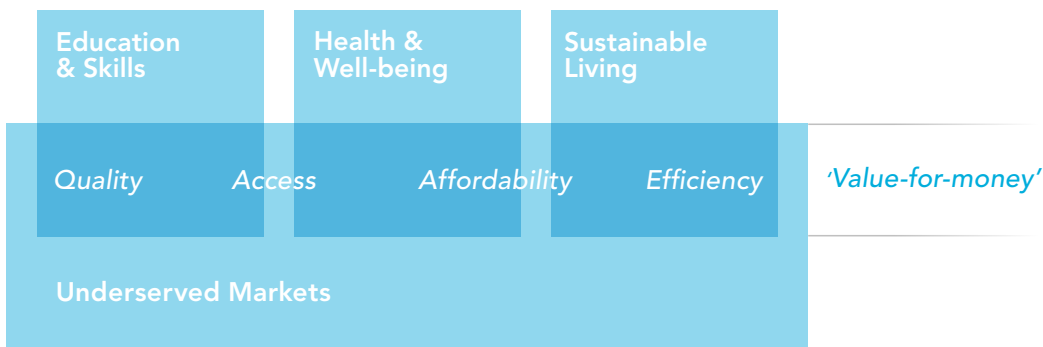 Education
& Skills
Health &
Well-being
Sustainable
Living
Quality Access Affordability Efficiency ‘Value-for-money’
Underserved Markets